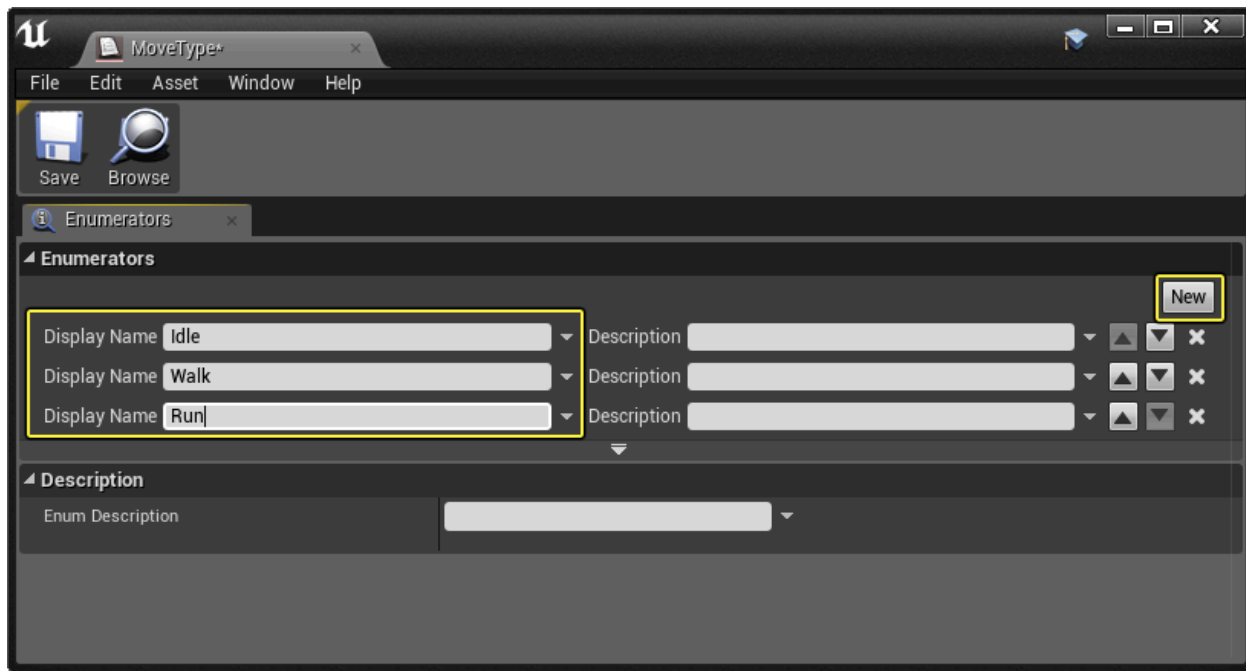 MoveType*
File Edit Asset Window Help
Save Browse
Enumerators
Enumerators
New
Display Name Idle Description
Display Name Walk Description
Display Name Run Description
Description
Enum Description